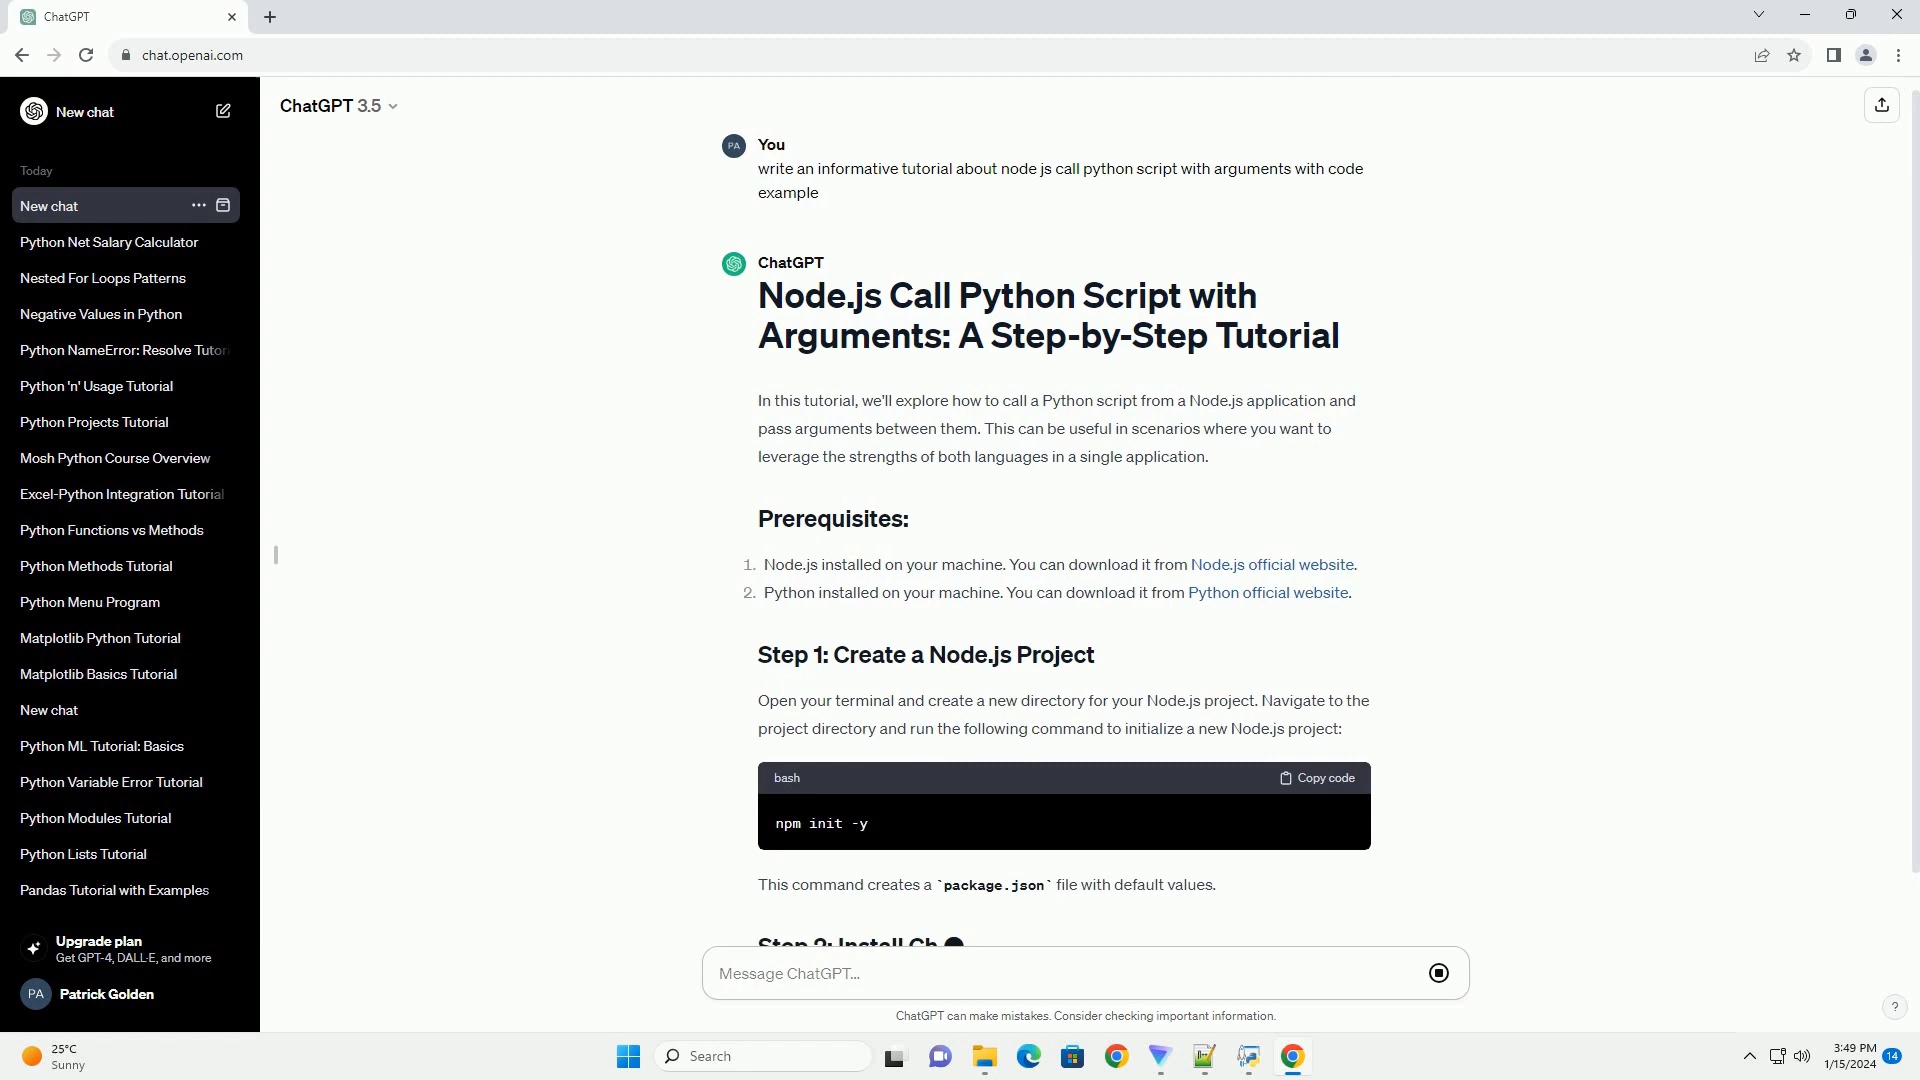 ChatGPT
chat.openai.com
New chat
Today
New chat
Python Net Salary Calculator
Nested For Loops Patterns
Negative Values in Python
Python NameError: Resolve Tutori
Python 'n' Usage Tutorial
Python Projects Tutorial
Mosh Python Course Overview
Excel-Python Integration Tutorial
Python Functions vs Methods
Python Methods Tutorial
Python Menu Program
Matplotlib Python Tutorial
Matplotlib Basics Tutorial
New chat
Python ML Tutorial: Basics
Python Variable Error Tutorial
Python Modules Tutorial
Python Lists Tutorial
Pandas Tutorial with Examples
Upgrade plan
Get GPT-4, DALL·E, and more
PA Patrick Golden
ChatGPT 3.5
PA You
write an informative tutorial about node js call python script with arguments with code
example
ChatGPT
Node.js Call Python Script with
Arguments: A Step-by-Step Tutorial
In this tutorial, we'll explore how to call a Python script from a Node.js application and
pass arguments between them. This can be useful in scenarios where you want to
leverage the strengths of both languages in a single application.
Prerequisites:
1. Node.js installed on your machine. You can download it from Node.js official website.
2. Python installed on your machine. You can download it from Python official website.
Step 1: Create a Node.js Project
Open your terminal and create a new directory for your Node.js project. Navigate to the
project directory and run the following command to initialize a new Node.js project:
bash Copy code
npm init -y
This command creates a `package.json` file with default values.
Step 2: Install Ch
Message ChatGPT...
ChatGPT can make mistakes. Consider checking important information.
?
25°C
Sunny
Search
3:49 PM
1/15/2024
14